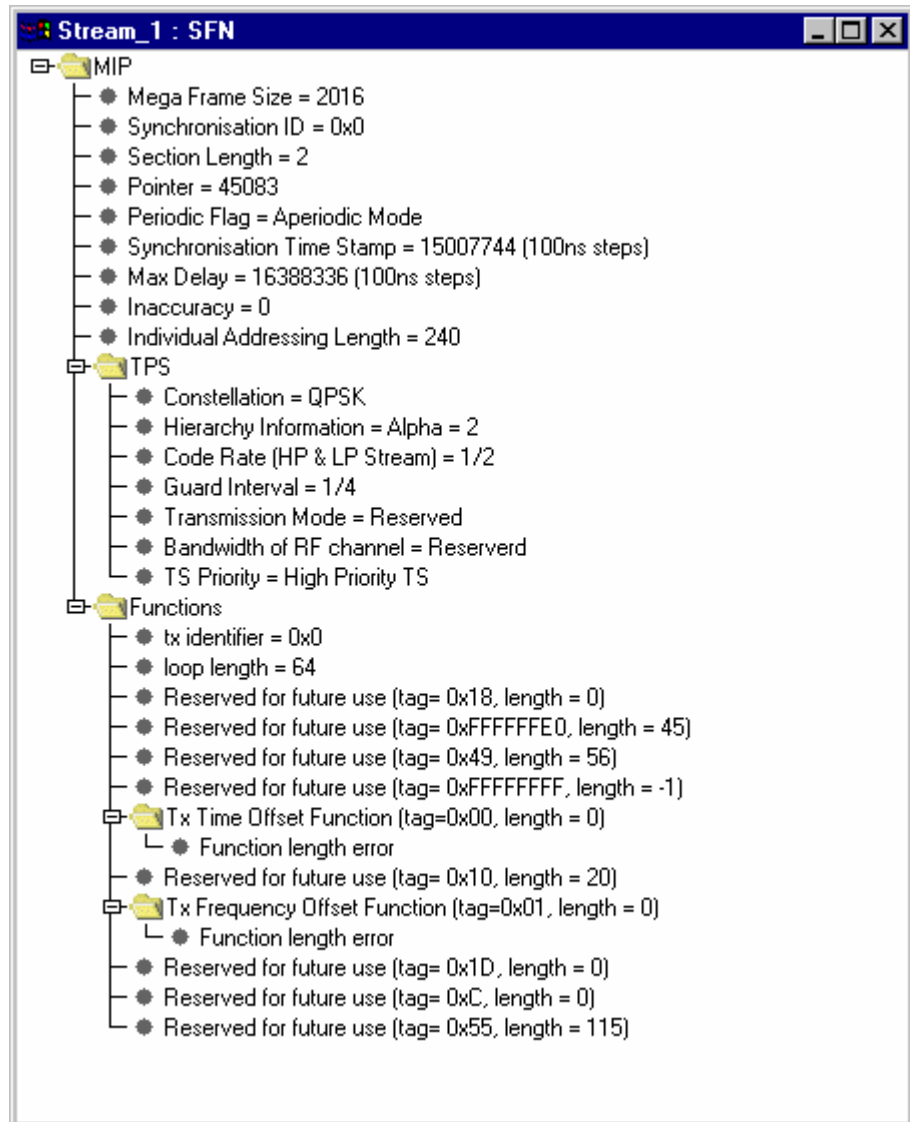 Stream_1 : SFN
MIP
Mega Frame Size = 2016
Synchronisation ID = 0x0
Section Length = 2
Pointer = 45083
Periodic Flag = Aperiodic Mode
Synchronisation Time Stamp = 15007744 (100ns steps)
Max Delay = 16388336 (100ns steps)
Inaccuracy = 0
Individual Addressing Length = 240
TPS
Constellation = QPSK
Hierarchy Information = Alpha = 2
Code Rate (HP & LP Stream) = 1/2
Guard Interval = 1/4
Transmission Mode = Reserved
Bandwidth of RF channel = Reserverd
TS Priority = High Priority TS
Functions
tx identifier = 0x0
loop length = 64
Reserved for future use (tag= 0x18, length = 0)
Reserved for future use (tag= 0xFFFFFFE0, length = 45)
Reserved for future use (tag= 0x49, length = 56)
Reserved for future use (tag= 0xFFFFFFFF, length = -1)
Tx Time Offset Function (tag=0x00, length = 0)
Function length error
Reserved for future use (tag= 0x10, length = 20)
Tx Frequency Offset Function (tag=0x01, length = 0)
Function length error
Reserved for future use (tag= 0x1D, length = 0)
Reserved for future use (tag= 0xC, length = 0)
Reserved for future use (tag= 0x55, length = 115)